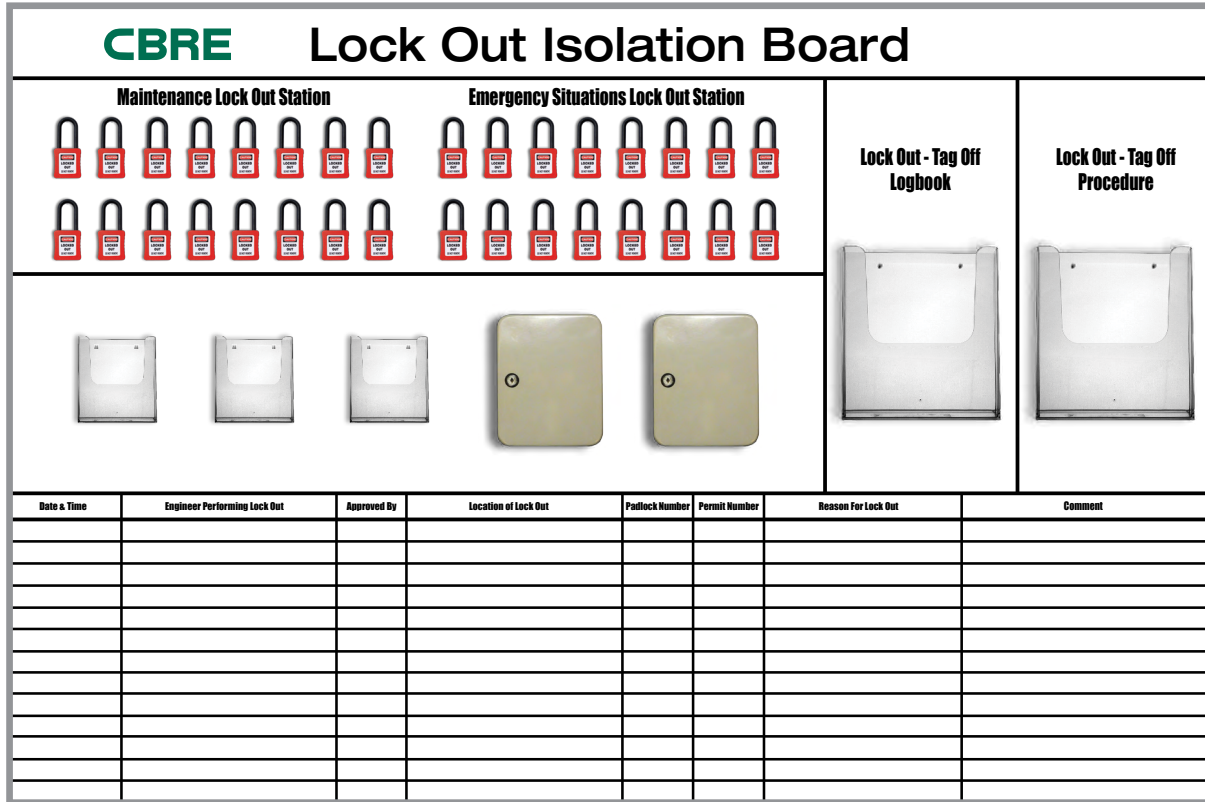 CBRE Lock Out Isolation Board
Maintenance Lock Out Station
Emergency Situations Lock Out Station
Lock Out - Tag Off
Logbook
Lock Out - Tag Off
Procedure
LOCKED
OUT
Date & Time Engineer Performing Lock Out Approved By Location of Lock Out Padlock Number Permit Number Reason For Lock Out Comment